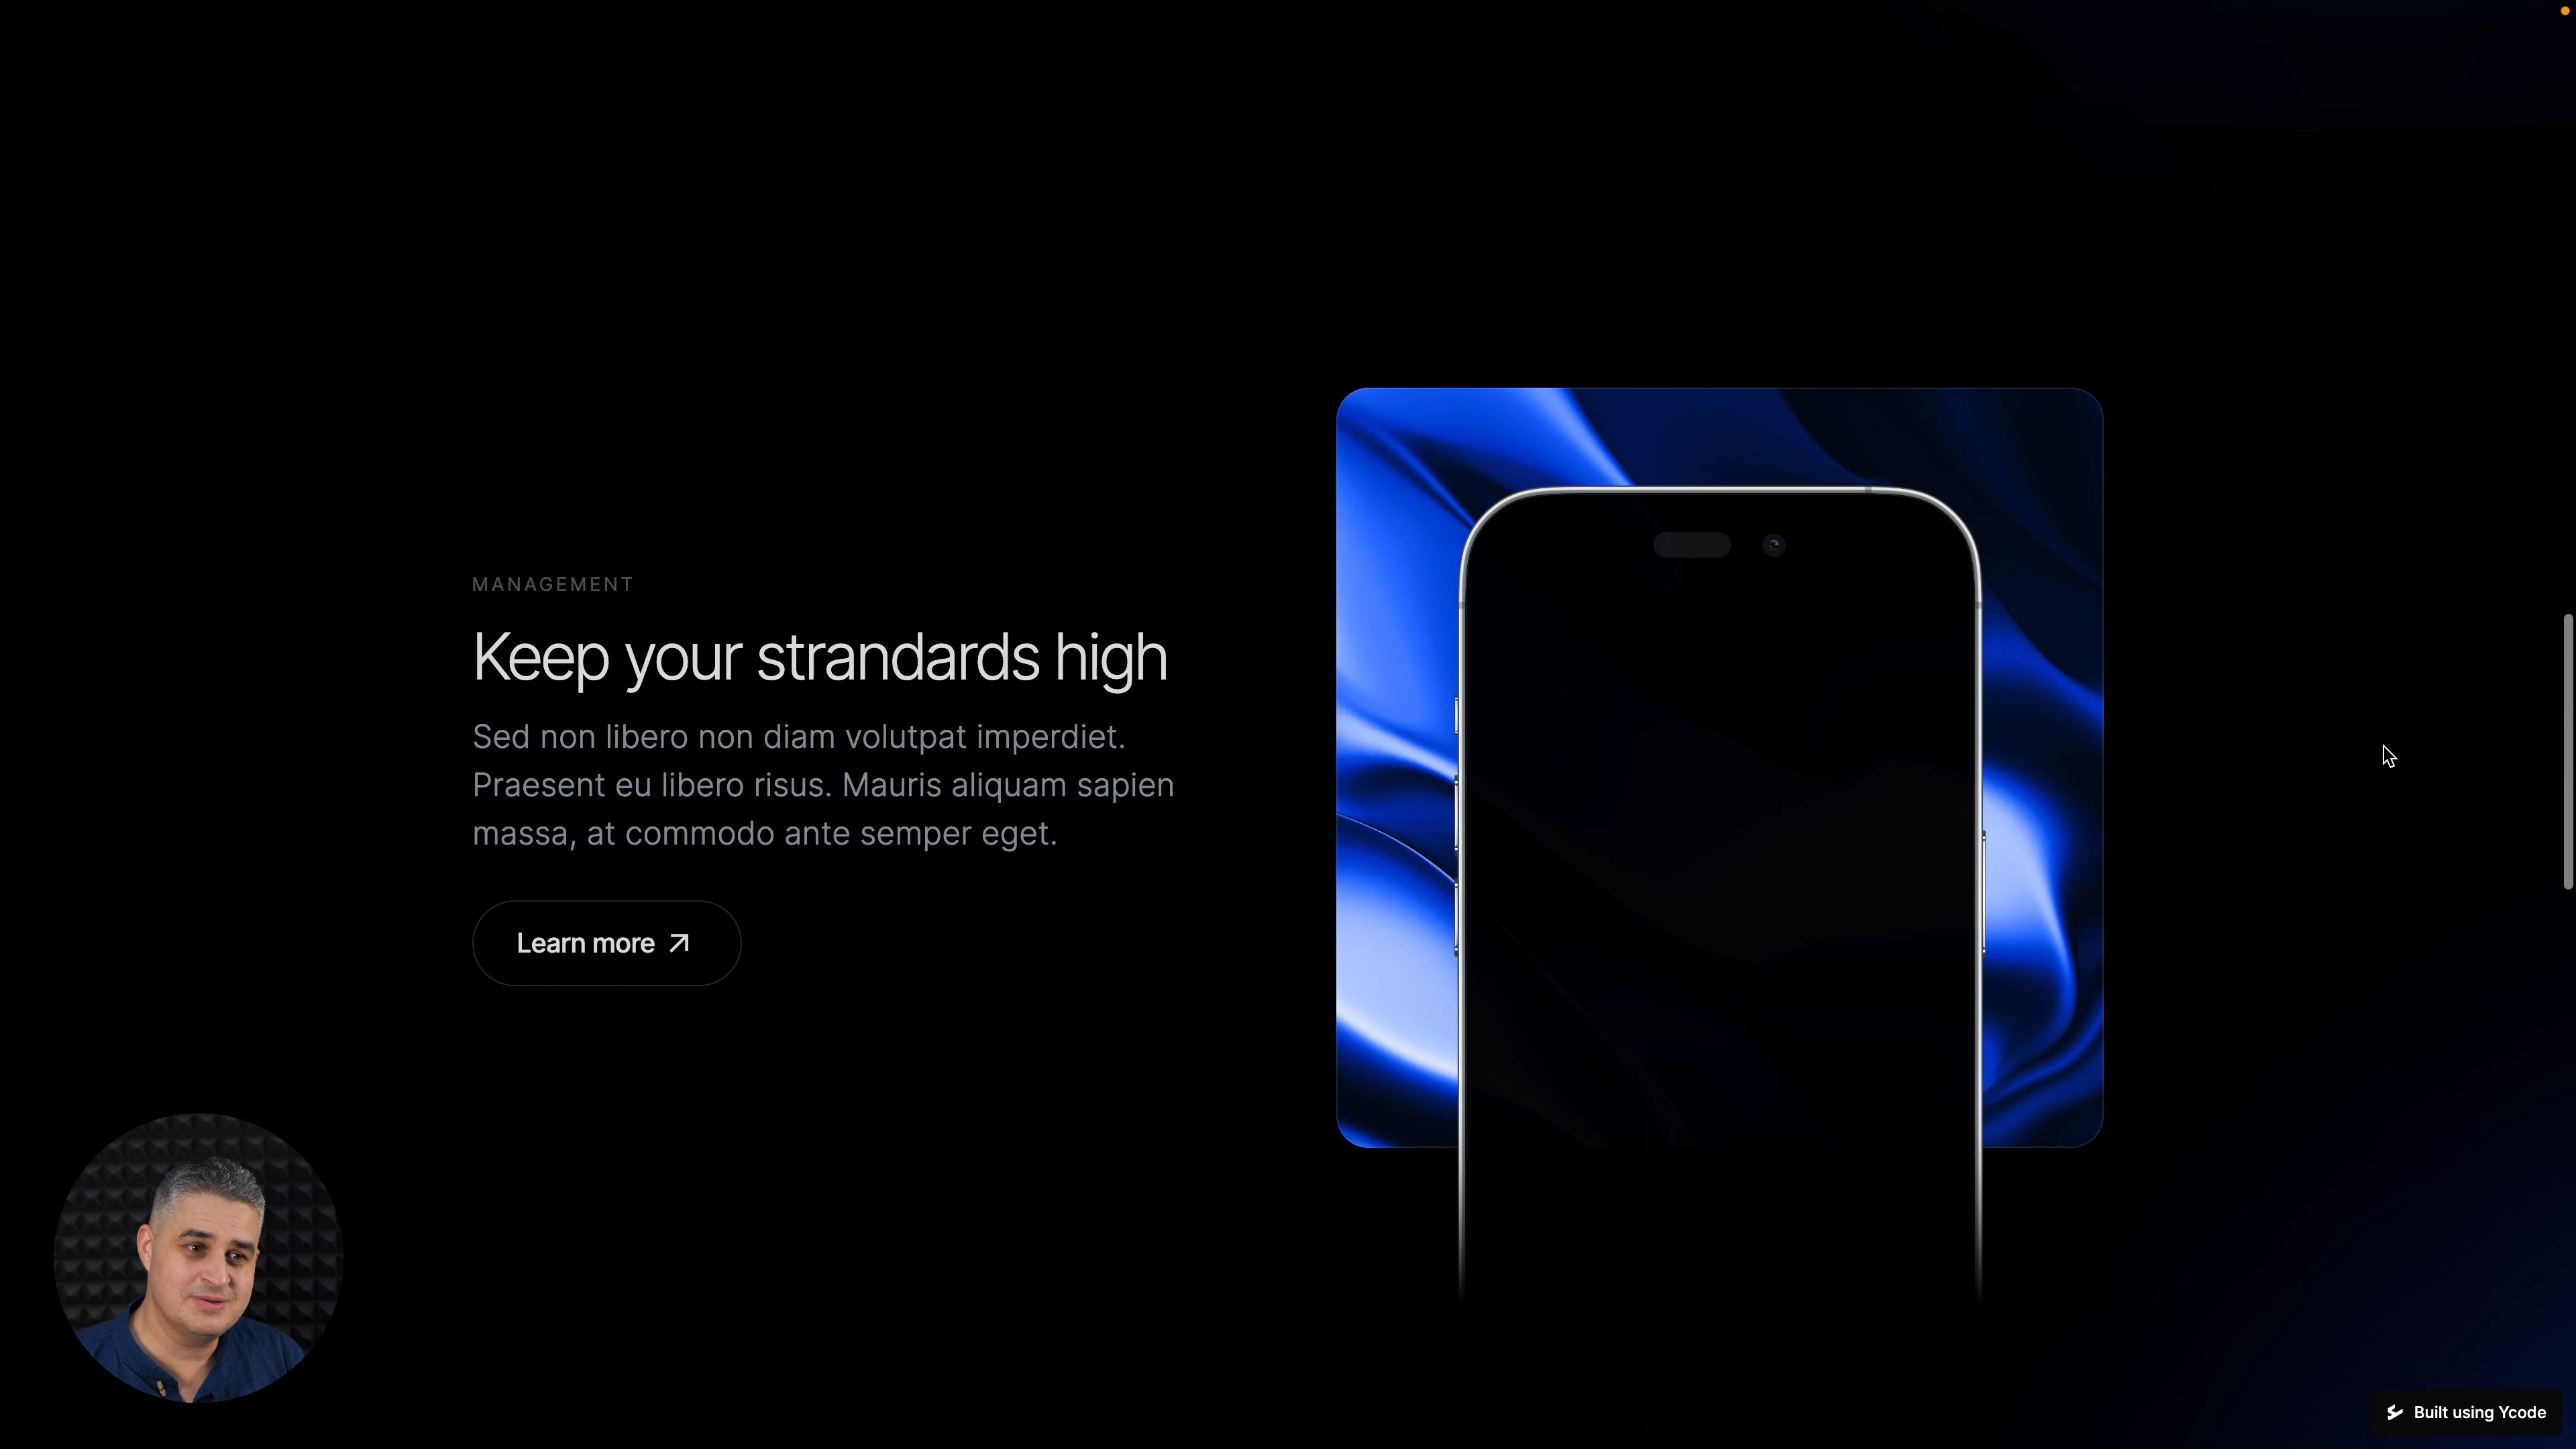 MANAGEMENT
Keep your strandards high
Sed non libero non diam volutpat imperdiet.
Praesent eu libero risus. Mauris aliquam sapien
massa, at commodo ante semper eget.
Learn more
Built using Ycode